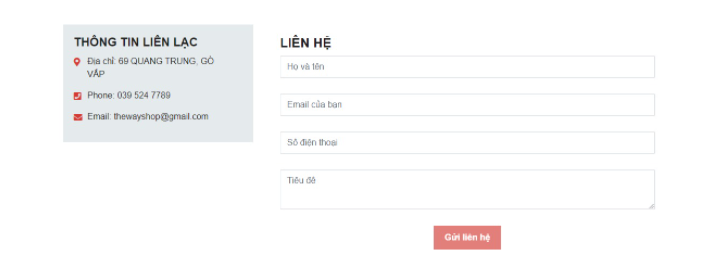 THÔNG TIN LIÊN LẠC
Địa chỉ: 69 QUANG TRUNG, GÒ
VẤP
Phone: 039 524 7789
Email: thewayshop@gmail.com
LIÊN HỆ
Họ và tên
Email của bạn
Số điện thoại
Tiêu đề
Gửi liên hệ